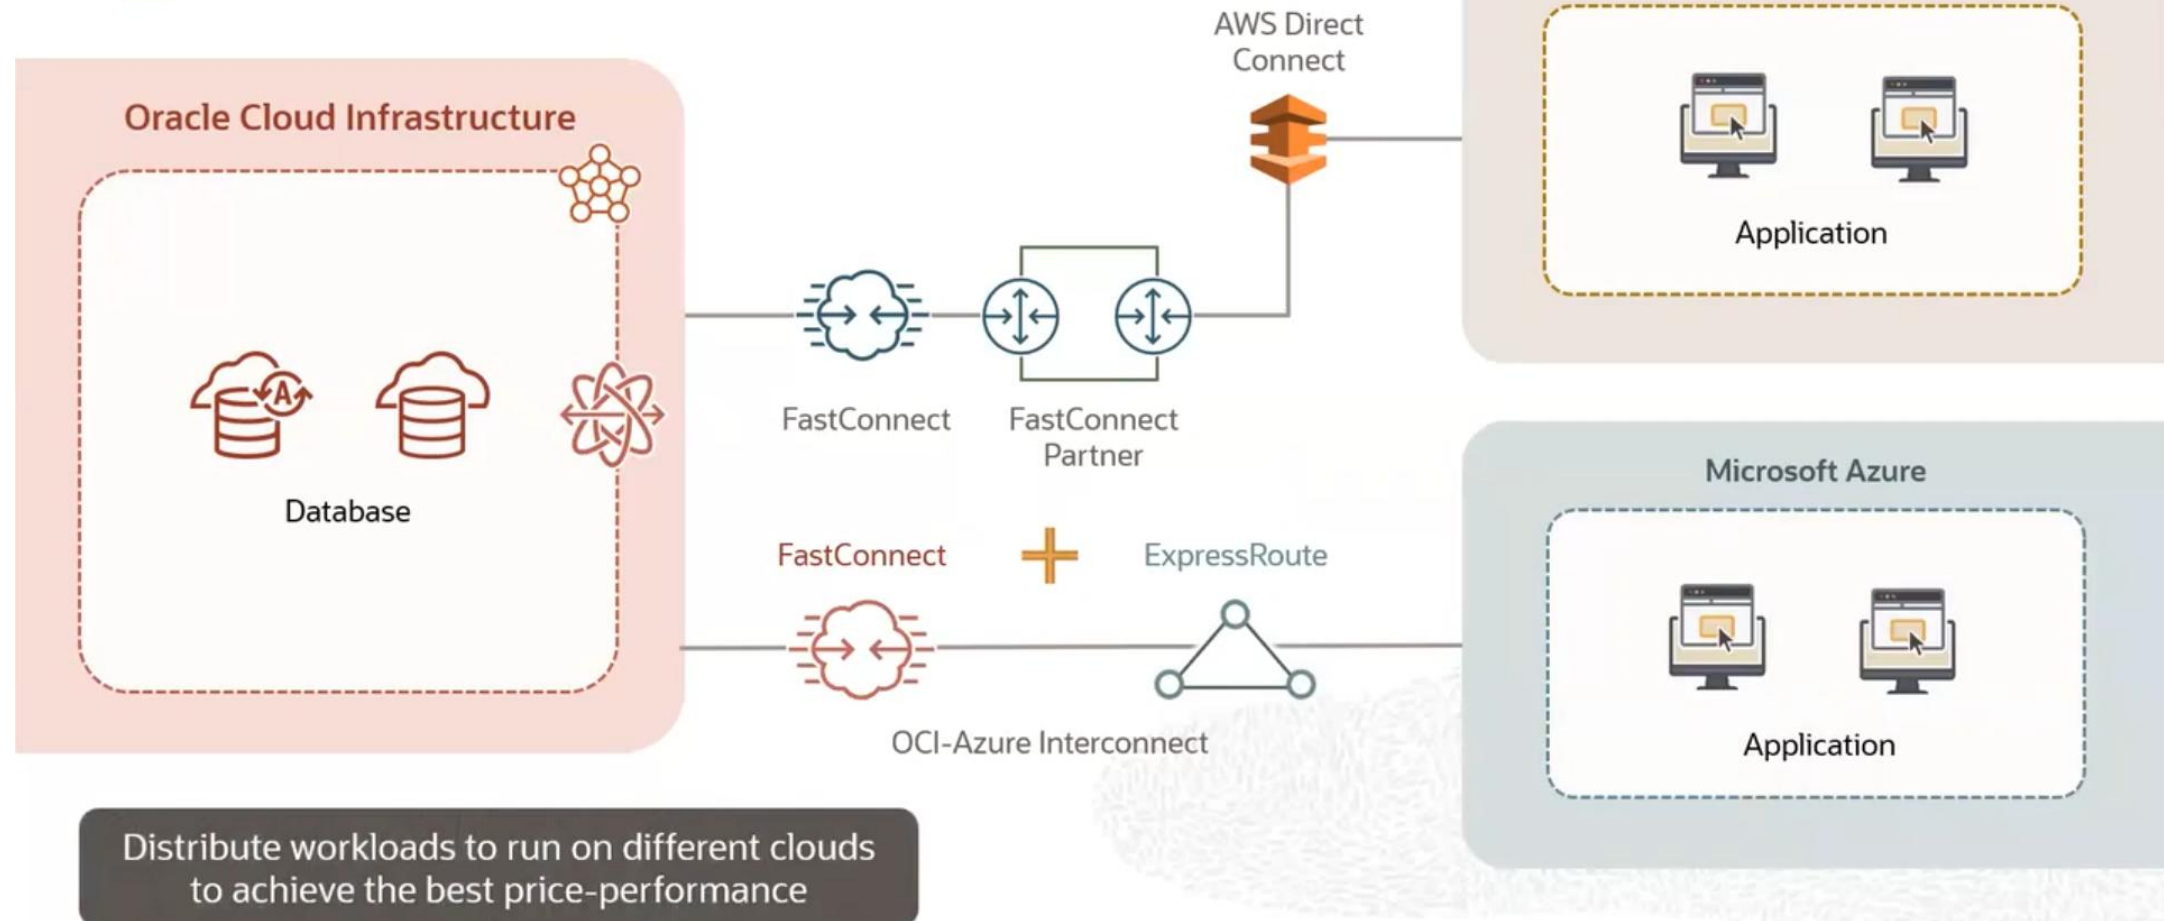 AWS Direct
Connect
Oracle Cloud Infrastructure
A
Application
FastConnect
FastConnect
Partner
Database
Microsoft Azure
FastConnect
ExpressRoute
OCI-Azure Interconnect
Application
Distribute workloads to run on different clouds
to achieve the best price-performance